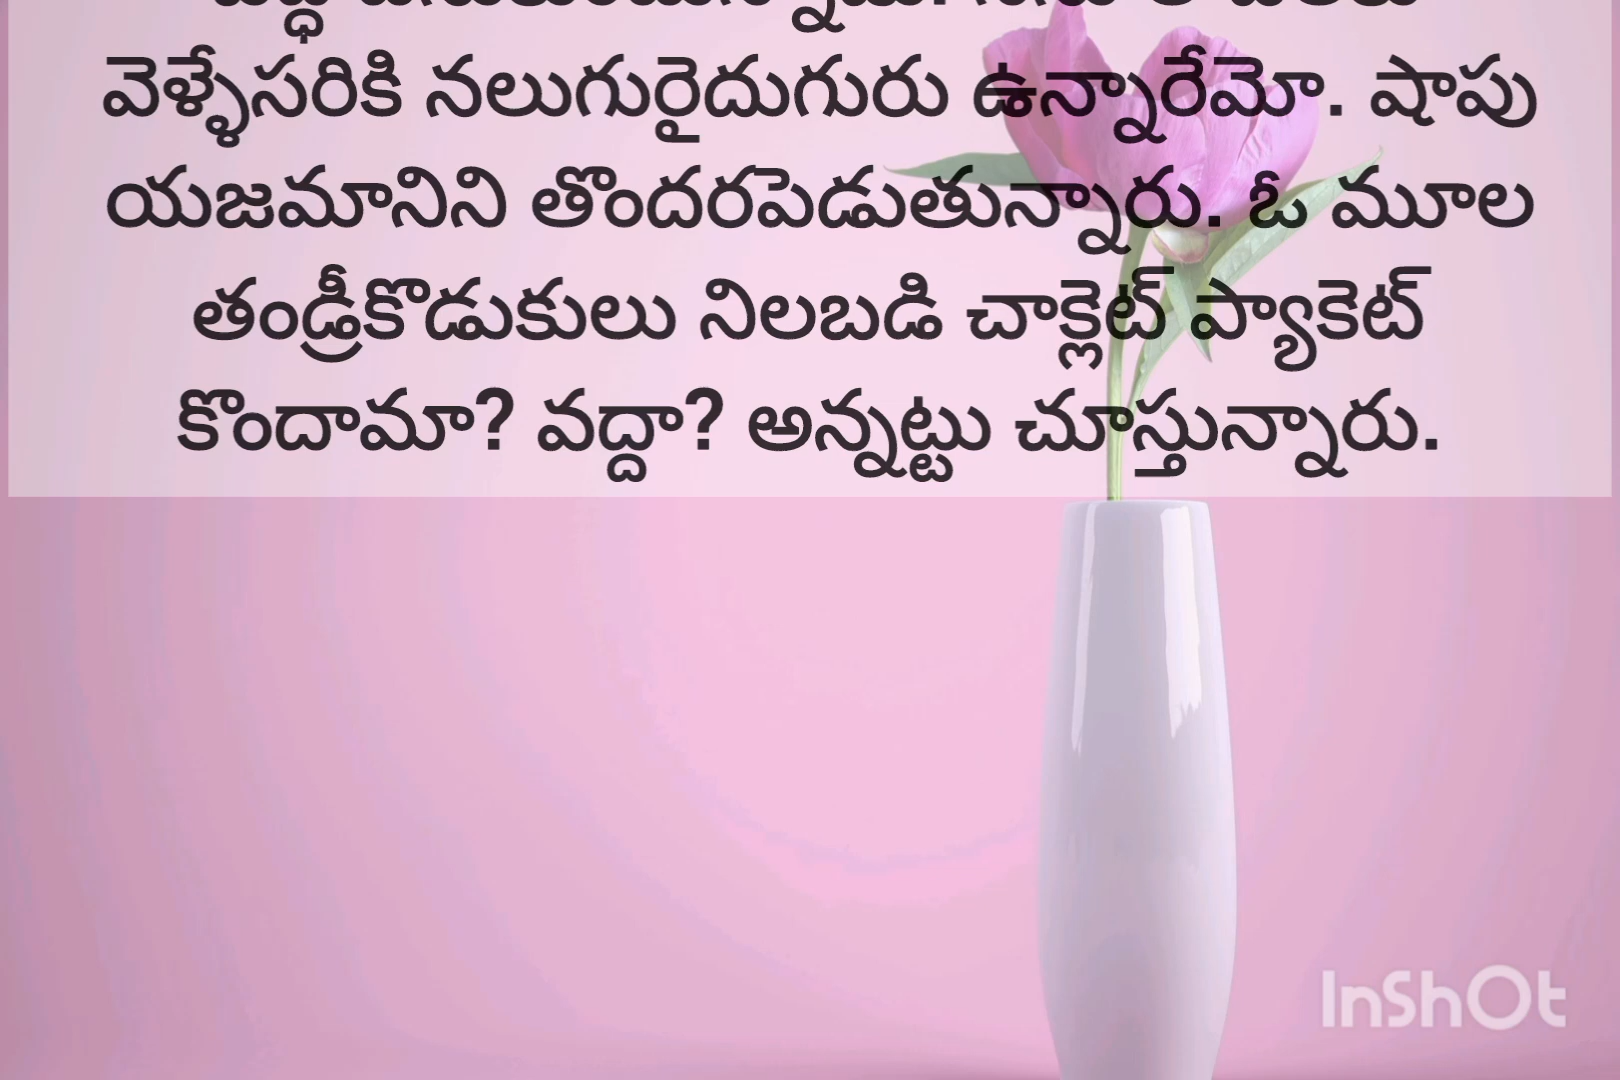 వెళ్ళేసరికి నలుగురైదుగురు ఉన్నారేమో. షాపు
యజమానిని తొందరపెడుతున్నారు. ఓ మూల
తండ్రీకొడుకులు నిలబడి చాక్లెట్ ప్యాకెట్
కొందామా? వద్దా? అన్నట్టు చూస్తున్నారు.
InShOt